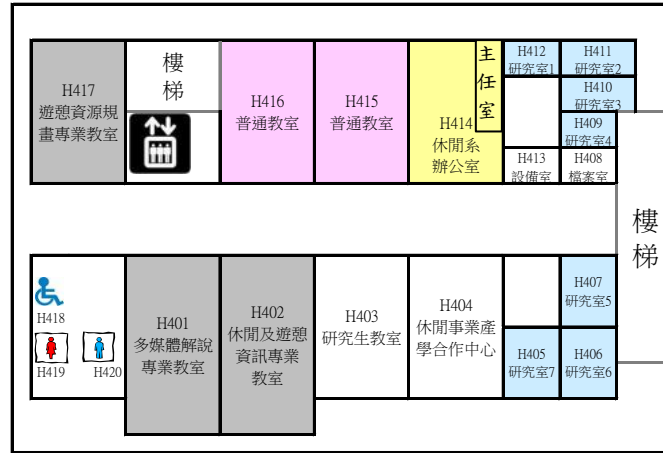 H417
遊憩資源規
畫專業教室
樓
梯
H416
普通教室
H415
普通教室
H414
休閒系
辦公室
主
任
室
H412
研究室1
H411
研究室2
H410
研究室3
H409
研究室4
H413
設備室
H408
檔案室
樓
梯
H418
H419
H420
H401
多媒體解說
專業教室
H402
休閒及遊憩
資訊專業
教室
H403
研究生教室
H404
休閒事業產
學合作中心
H407
研究室5
H405
研究室7
H406
研究室6